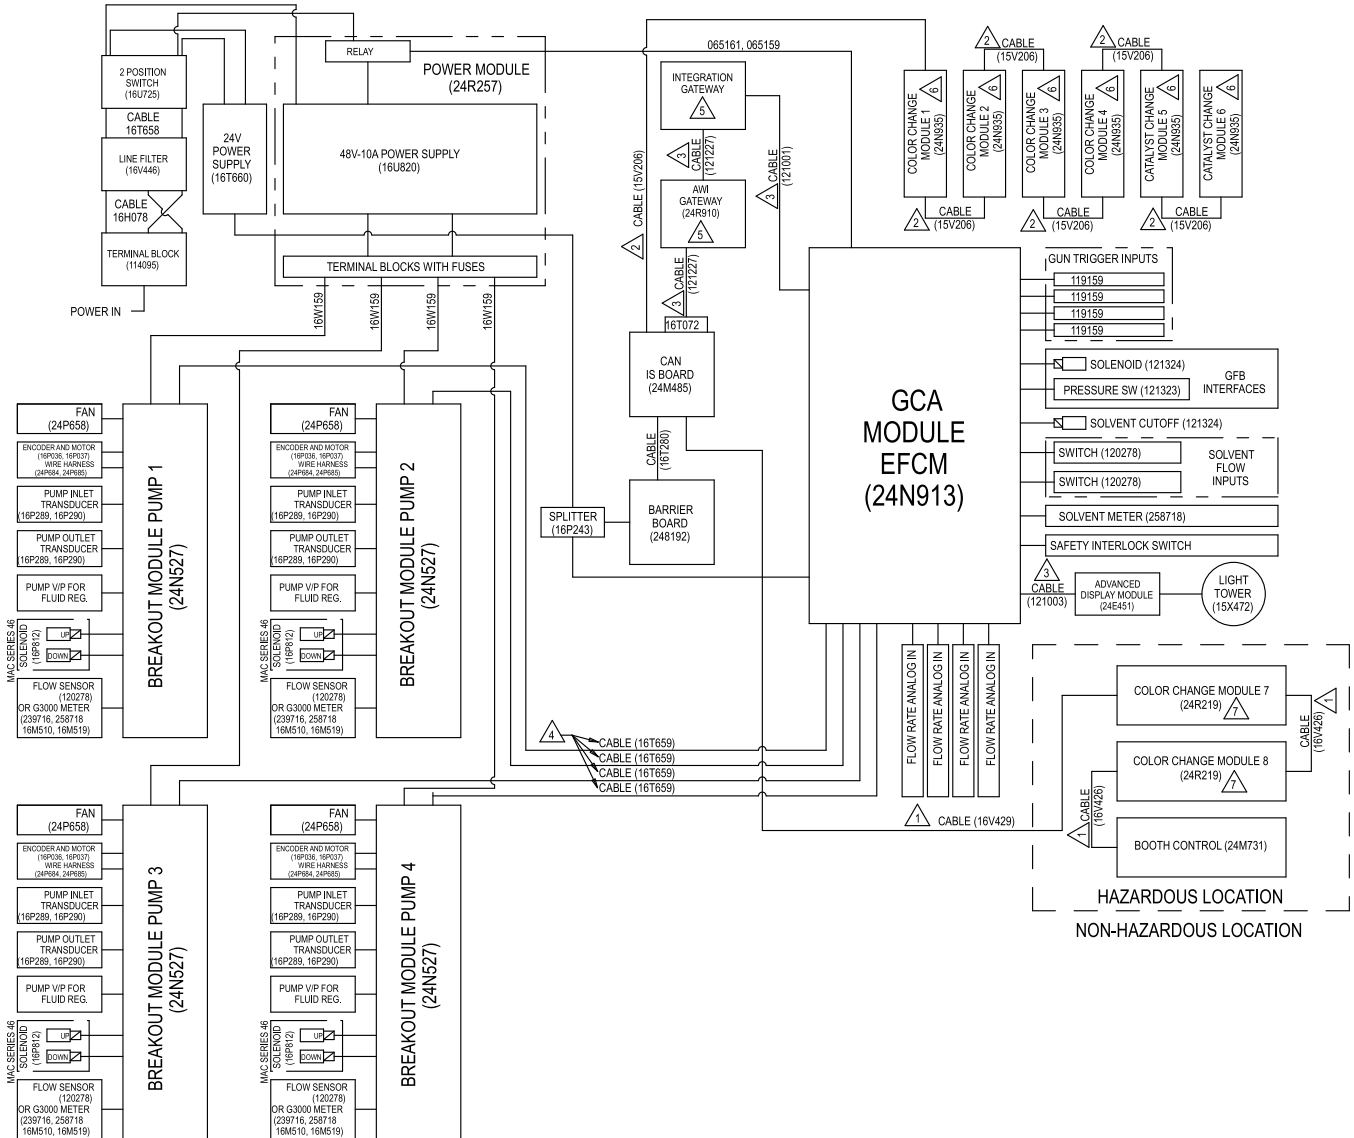 RELAY
POWER MODULE
(24R257)
2 POSITION
SWITCH
(16U725)
CABLE
16T658
LINE FILTER
(16V446)
CABLE
16H078
TERMINAL BLOCK
(114095)
POWER IN
24V
POWER
SUPPLY
(16T660)
48V-10A POWER SUPPLY
(16U820)
TERMINAL BLOCKS WITH FUSES
16W159
16W159
16W159
16W159
065161, 065159
INTEGRATION
GATEWAY
5
3
CABLE
(121227)
AWI
GATEWAY
(24R910)
5
3
CABLE
(121227)
3
CABLE
(121001)
2
CABLE (15V206)
16T072
CAN
IS BOARD
(24M485)
CABLE
(16T280)
BARRIER
BOARD
(248192)
SPLITTER
(16P243)
2
CABLE
(15V206)
2
CABLE
(15V206)
COLOR CHANGE
MODULE 1
(24N935)
6
COLOR CHANGE
MODULE 2
(24N935)
6
COLOR CHANGE
MODULE 3
(24N935)
6
COLOR CHANGE
MODULE 4
(24N935)
6
CATALYST CHANGE
MODULE 5
(24N935)
6
CATALYST CHANGE
MODULE 6
(24N935)
6
2
CABLE
(15V206)
2
CABLE
(15V206)
2
CABLE
(15V206)
GCA
MODULE
EFCM
(24N913)
GUN TRIGGER INPUTS
119159
119159
119159
119159
SOLENOID (121324)
PRESSURE SW (121323)
GFB
INTERFACES
SOLVENT CUTOFF (121324)
SWITCH (120278)
SWITCH (120278)
SOLVENT
FLOW
INPUTS
SOLVENT METER (258718)
SAFETY INTERLOCK SWITCH
3
CABLE
(121003)
ADVANCED
DISPLAY MODULE
(24E451)
LIGHT
TOWER
(15X472)
FLOW RATE ANALOG IN
FLOW RATE ANALOG IN
FLOW RATE ANALOG IN
FLOW RATE ANALOG IN
4
CABLE (16T659)
CABLE (16T659)
CABLE (16T659)
CABLE (16T659)
1
CABLE (16V429)
COLOR CHANGE MODULE 7
(24R219)
7
1
CABLE
(16V426)
COLOR CHANGE MODULE 8
(24R219)
7
1
CABLE
(16V426)
BOOTH CONTROL (24M731)
HAZARDOUS LOCATION
NON-HAZARDOUS LOCATION
FAN
(24P658)
ENCODER AND MOTOR
(16P036, 16P037)
WIRE HARNESS
(24P684, 24P685)
PUMP INLET
TRANSDUCER
(16P289, 16P290)
PUMP OUTLET
TRANSDUCER
(16P289, 16P290)
PUMP V/P FOR
FLUID REG.
MAC SERIES 46
SOLENOID
(16P812)
UP
DOWN
FLOW SENSOR
(120278)
OR G3000 METER
(239716, 258718
16M510, 16M519)
BREAKOUT MODULE PUMP 1
(24N527)
FAN
(24P658)
ENCODER AND MOTOR
(16P036, 16P037)
WIRE HARNESS
(24P684, 24P685)
PUMP INLET
TRANSDUCER
(16P289, 16P290)
PUMP OUTLET
TRANSDUCER
(16P289, 16P290)
PUMP V/P FOR
FLUID REG.
MAC SERIES 46
SOLENOID
(16P812)
UP
DOWN
FLOW SENSOR
(120278)
OR G3000 METER
(239716, 258718
16M510, 16M519)
BREAKOUT MODULE PUMP 2
(24N527)
FAN
(24P658)
ENCODER AND MOTOR
(16P036, 16P037)
WIRE HARNESS
(24P684, 24P685)
PUMP INLET
TRANSDUCER
(16P289, 16P290)
PUMP OUTLET
TRANSDUCER
(16P289, 16P290)
PUMP V/P FOR
FLUID REG.
MAC SERIES 46
SOLENOID
(16P812)
UP
DOWN
FLOW SENSOR
(120278)
OR G3000 METER
(239716, 258718
16M510, 16M519)
BREAKOUT MODULE PUMP 3
(24N527)
FAN
(24P658)
ENCODER AND MOTOR
(16P036, 16P037)
WIRE HARNESS
(24P684, 24P685)
PUMP INLET
TRANSDUCER
(16P289, 16P290)
PUMP OUTLET
TRANSDUCER
(16P289, 16P290)
PUMP V/P FOR
FLUID REG.
MAC SERIES 46
SOLENOID
(16P812)
UP
DOWN
FLOW SENSOR
(120278)
OR G3000 METER
(239716, 258718
16M510, 16M519)
BREAKOUT MODULE PUMP 4
(24N527)